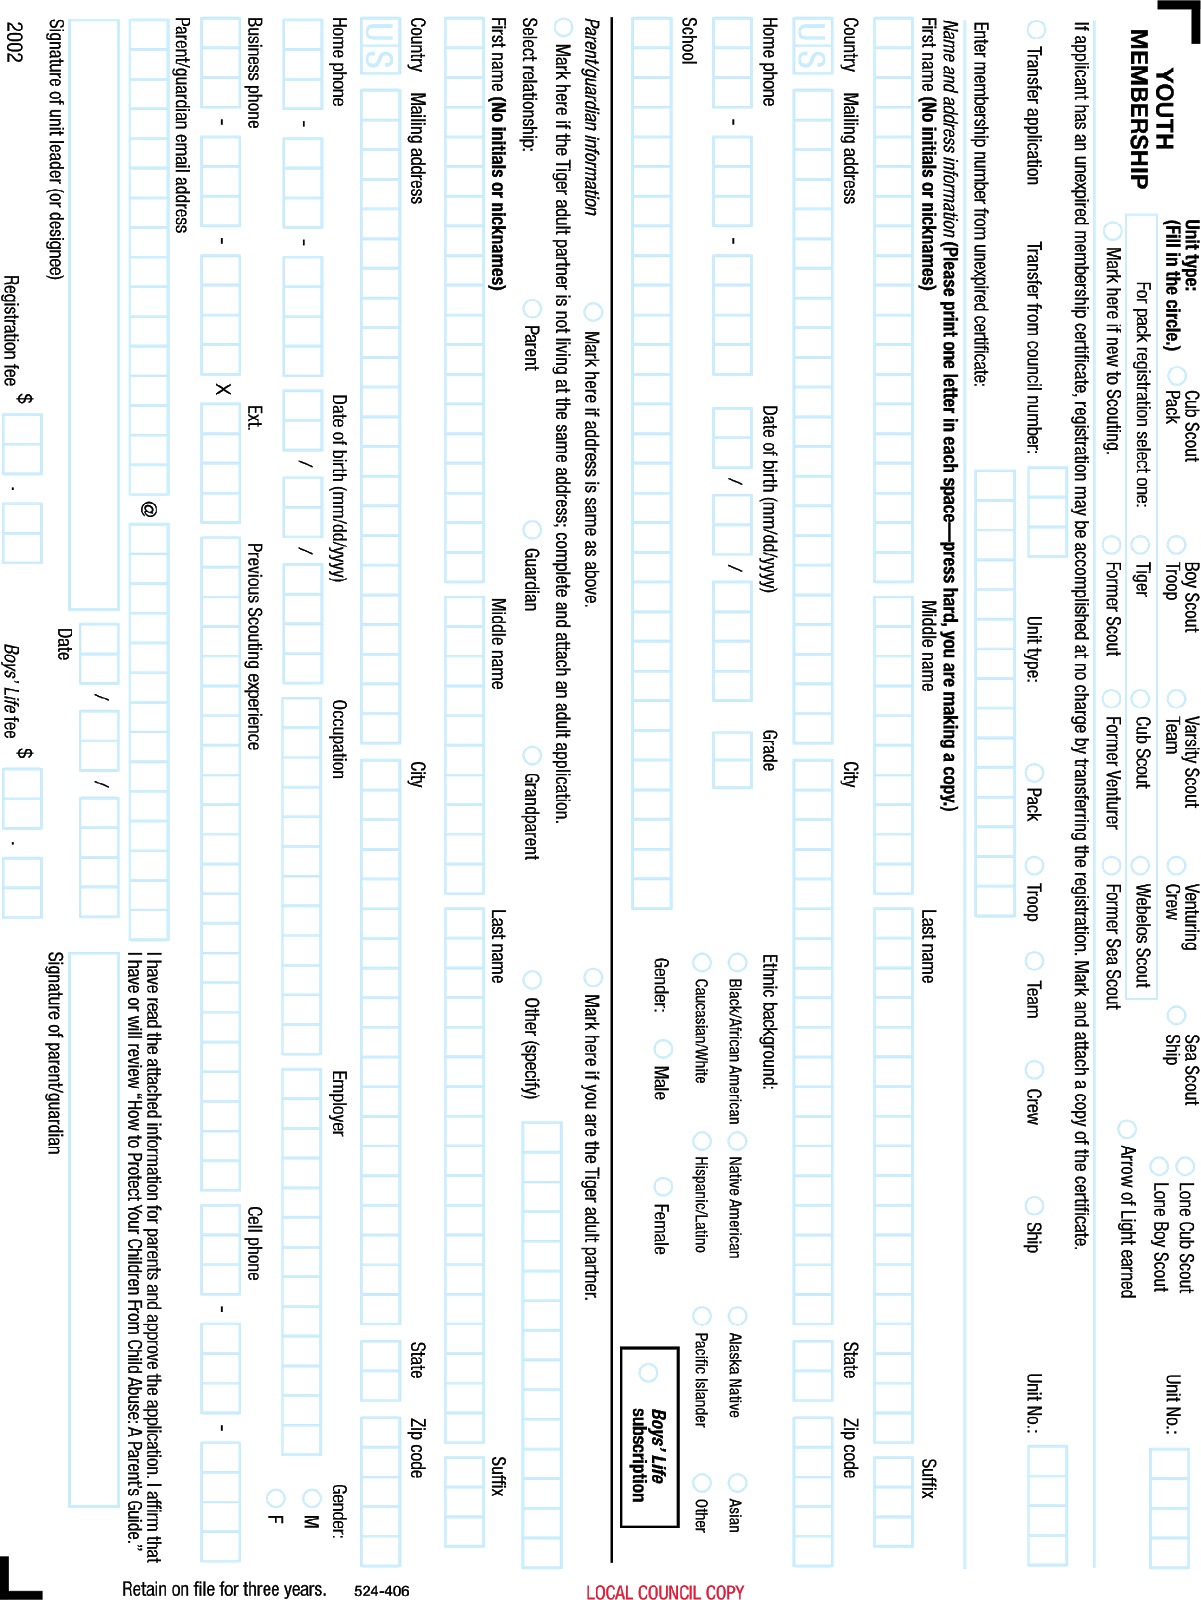 YOUTH
MEMBERSHIP
Unit type:
(Fill in the circle.)
Cub Scout
Pack
Boy Scout
Troop
Varsity Scout
Team
Venturing
Crew
Sea Scout
Ship
Lone Cub Scout
Lone Boy Scout
Unit No.:
For pack registration select one: Tiger Cub Scout Webelos Scout
Arrow of Light earned
Mark here if new to Scouting. Former Scout Former Venturer Former Sea Scout
If applicant has an unexpired membership certificate, registration may be accomplished at no charge by transferring the registration. Mark and attach a copy of the certificate.
Transfer application Transfer from council number: Unit type: Pack Troop Team Crew Ship Unit No.:
Enter membership number from unexpired certificate:
Name and address information (Please print one letter in each space—press hard, you are making a copy.)
First name (No initials or nicknames) Middle name Last name Suffix
Country Mailing address City State Zip code
US
Home phone Date of birth (mm/dd/yyyy) Grade Ethnic background:
- - / /
Black/African American Native American Alaska Native Asian
Caucasian/White Hispanic/Latino Pacific Islander Other
School Gender: Male Female
Boys' Life
subscription
Parent/guardian information Mark here if address is same as above. Mark here if you are the Tiger adult partner.
Mark here if the Tiger adult partner is not living at the same address; complete and attach an adult application.
Select relationship: Parent Guardian Grandparent Other (specify)
First name (No initials or nicknames) Middle name Last name Suffix
Country Mailing address City State Zip code
US
Home phone Date of birth (mm/dd/yyyy) Occupation Employer Gender:
- - / / M
F
Business phone Ext. Previous Scouting experience Cell phone
- - X - -
Parent/guardian email address
@
I have read the attached information for parents and approve the application. I affirm that
I have or will review “How to Protect Your Children From Child Abuse: A Parent's Guide.”
/ /
Signature of unit leader (or designee) Date Signature of parent/guardian
Registration fee $ . Boys' Life fee $ .
2002
Retain on file for three years. 524-406
LOCAL COUNCIL COPY